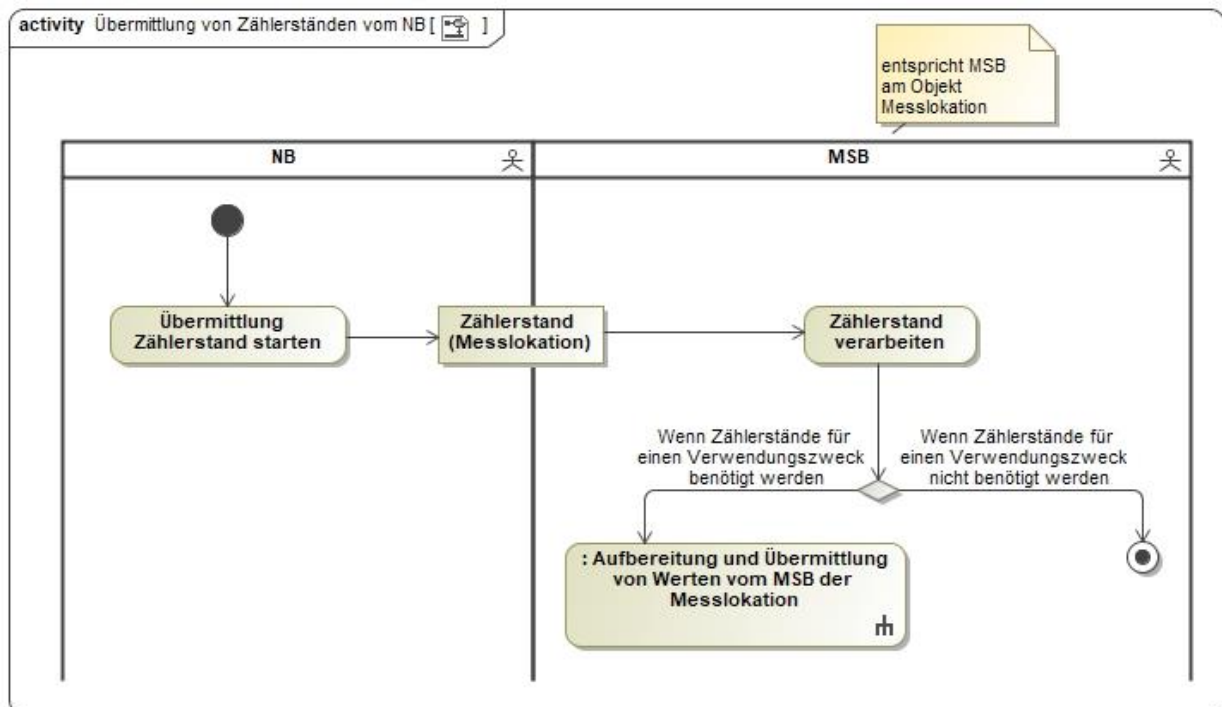 activity Übermittlung von Zählerständen vom NB [ ]
entspricht MSB
am Objekt
Messlokation
NB
MSB
Übermittlung
Zählerstand starten
Zählerstand
(Messlokation)
Zählerstand
verarbeiten
Wenn Zählerstände für
einen Verwendungszweck
benötigt werden
Wenn Zählerstände für
einen Verwendungszweck
nicht benötigt werden
: Aufbereitung und Übermittlung
von Werten vom MSB der
Messlokation